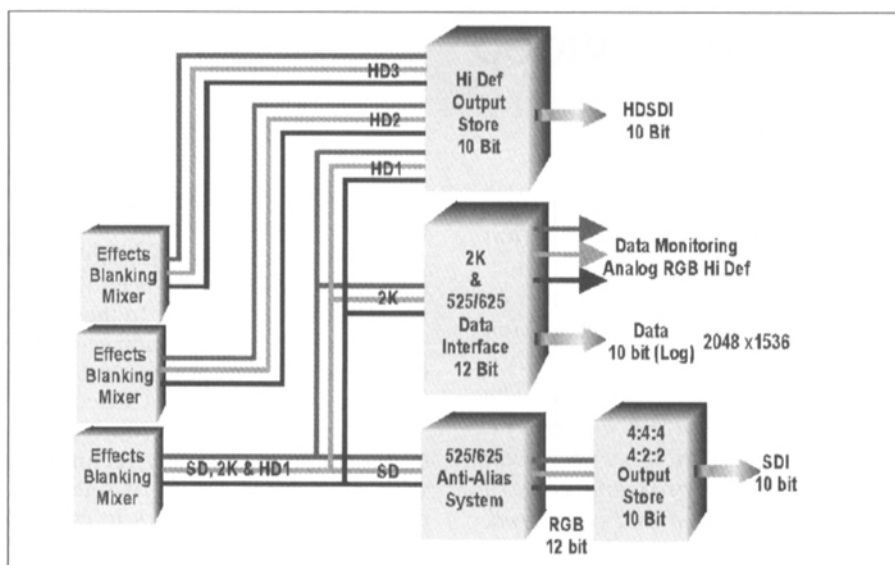 HD3
HD2
HD1
Hi Def
Output
Store
10 Bit
HDSDI
10 Bit
Effects
Blanking
Mixer
2K
2K
&
525/625
Data
Interface
12 Bit
Data Monitoring
Analog RGB Hi Def
Data
10 bit (Log) 2048 x1536
Effects
Blanking
Mixer
Effects
Blanking
Mixer
SD, 2K & HD1
SD
525/625
Anti-Alias
System
RGB
12 bit
4:4:4
4:2:2
Output
Store
10 Bit
SDI
10 bit